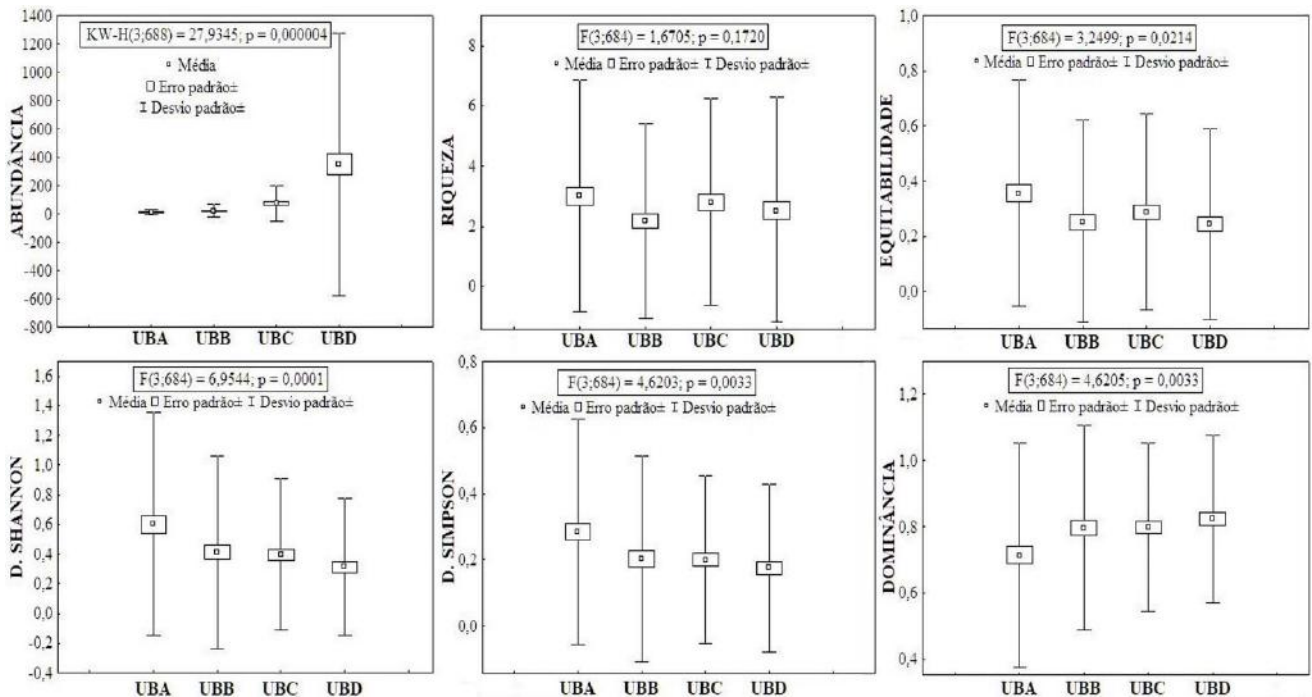 KW-H(3;688) = 27,9345; p = 0,000004
▫ Média
□ Erro padrão±
⌶ Desvio padrão±
ABUNDÂNCIA
1400
1200
1000
800
600
400
200
0
-200
-400
-600
-800
UBA UBB UBC UBD
F(3;684) = 1,6705; p = 0,1720
▫ Média □ Erro padrão± ⌶ Desvio padrão±
RIQUEZA
8
6
4
2
0
UBA UBB UBC UBD
F(3;684) = 3,2499; p = 0,0214
▫ Média □ Erro padrão± ⌶ Desvio padrão±
EQUITABILIDADE
1,0
0,8
0,6
0,4
0,2
0,0
UBA UBB UBC UBD
F(3;684) = 6,9544; p = 0,0001
▫ Média □ Erro padrão± ⌶ Desvio padrão±
D. SHANNON
1,6
1,4
1,2
1,0
0,8
0,6
0,4
0,2
0,0
-0,2
-0,4
UBA UBB UBC UBD
F(3;684) = 4,6203; p = 0,0033
▫ Média □ Erro padrão± ⌶ Desvio padrão±
D. SIMPSON
0,8
0,6
0,4
0,2
0,0
UBA UBB UBC UBD
F(3;684) = 4,6205; p = 0,0033
▫ Média □ Erro padrão± ⌶ Desvio padrão±
DOMINÂNCIA
1,2
1,0
0,8
0,6
0,4
UBA UBB UBC UBD